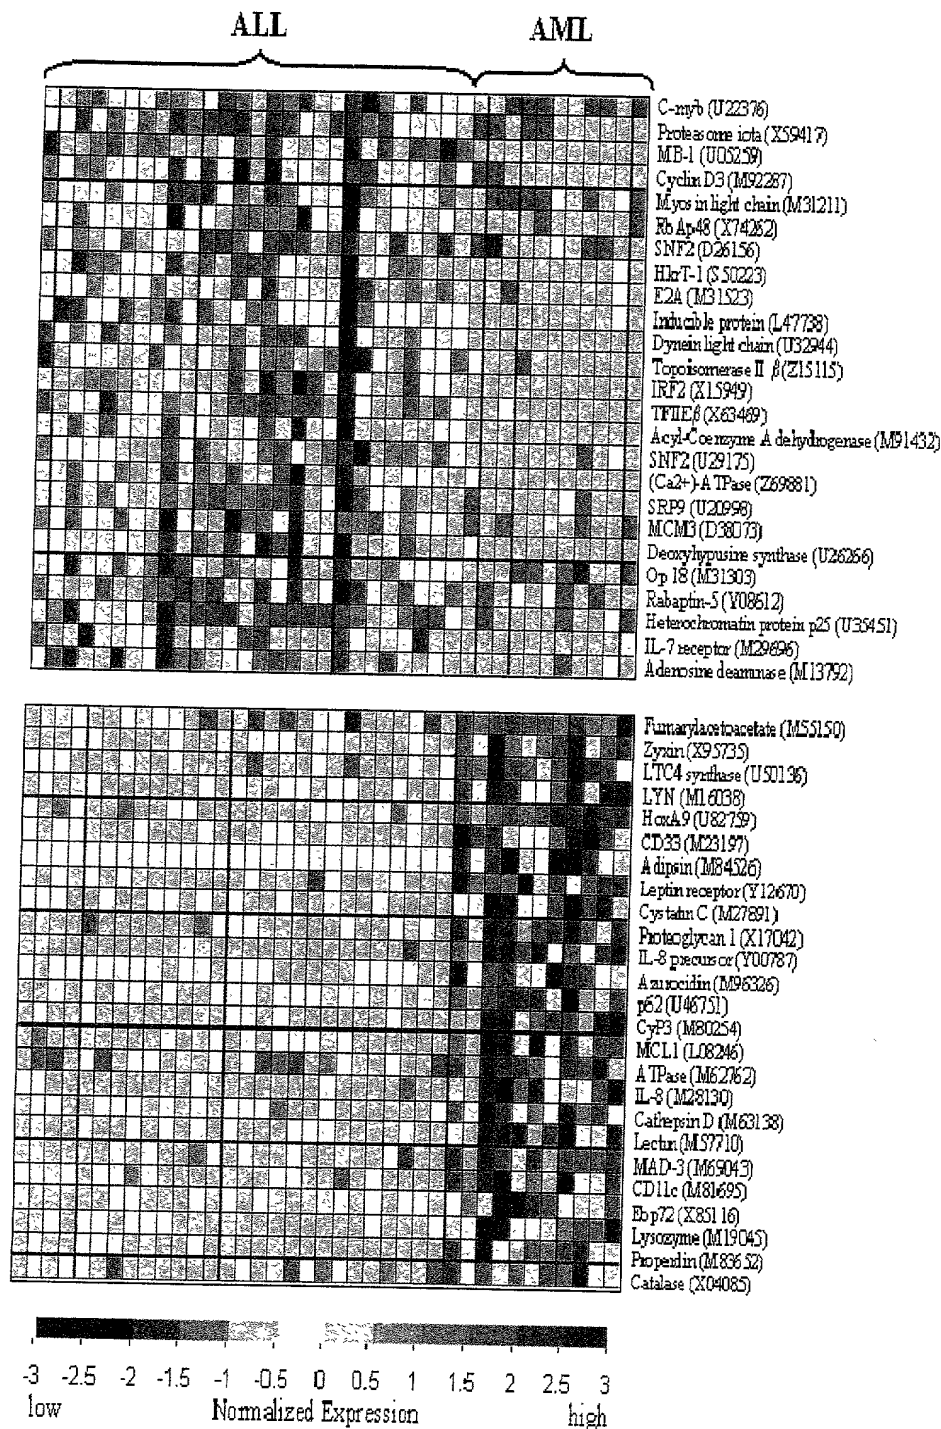 ALL AML
C-myb (U22376)
Proteasome iota (X59417)
MB-1 (U05259)
Cyclin D3 (M92287)
Myosin light chain (M31211)
RbAp48 (X74262)
SNF2 (D26156)
HkrT-1 (S50223)
E2A (M31523)
Inducible protein (L47738)
Dynein light chain (U32944)
Topoisomerase II β (Z15115)
IRF2 (X15949)
TFIIEβ (X63469)
Acyl-Coenzyme A dehydrogenase (M91432)
SNF2 (U29175)
(Ca2+)-ATPase (Z69881)
SRP9 (U20998)
MCM3 (D38073)
Deoxyhypusine synthase (U26266)
Op 18 (M31303)
Rabaptin-5 (Y08612)
Heterochromatin protein p25 (U35451)
IL-7 receptor (M29696)
Adenosine deaminase (M13792)
Fumarylacetoacetate (M55150)
Zyxin (X95735)
LTC4 synthase (U50136)
LYN (M16038)
HoxA9 (U82759)
CD33 (M23197)
Adipsin (M84526)
Leptin receptor (Y12670)
Cystatin C (M27891)
Proteoglycan 1 (X17042)
IL-8 precursor (Y00787)
Azurocidin (M96326)
p62 (U46751)
CyP3 (M80254)
MCL1 (L08246)
ATPase (M62762)
IL-8 (M28130)
Cathepsin D (M63138)
Lectin (M57710)
MAD-3 (M69043)
CD11c (M81695)
Ebp72 (X85116)
Lysozyme (M19045)
Properdin (M83652)
Catalase (X04085)
-3 -2.5 -2 -1.5 -1 -0.5 0 0.5 1 1.5 2 2.5 3
low Normalized Expression high